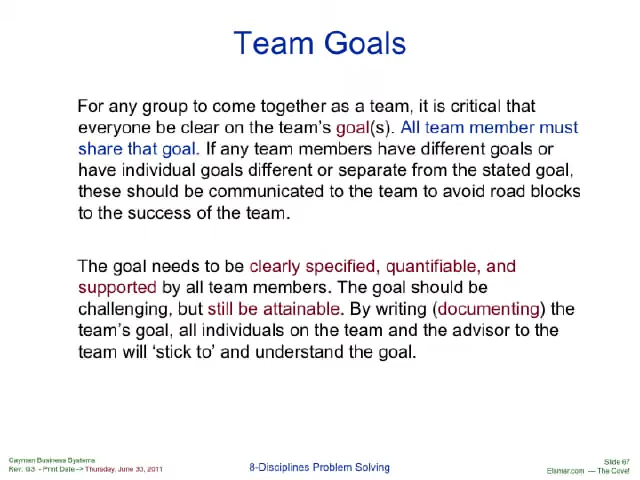 Team Goals
For any group to come together as a team, it is critical that
everyone be clear on the team's goal(s). All team member must
share that goal. If any team members have different goals or
have individual goals different or separate from the stated goal,
these should be communicated to the team to avoid road blocks
to the success of the team.
The goal needs to be clearly specified, quantifiable, and
supported by all team members. The goal should be
challenging, but still be attainable. By writing (documenting) the
team's goal, all individuals on the team and the advisor to the
team will ‘stick to’ and understand the goal.
Cayman Business Systems
Rev: G3 - Print Date--> Thursday, June 30, 2011
8-Disciplines Problem Solving
Slide 67
Elsmar.com — The Cove!